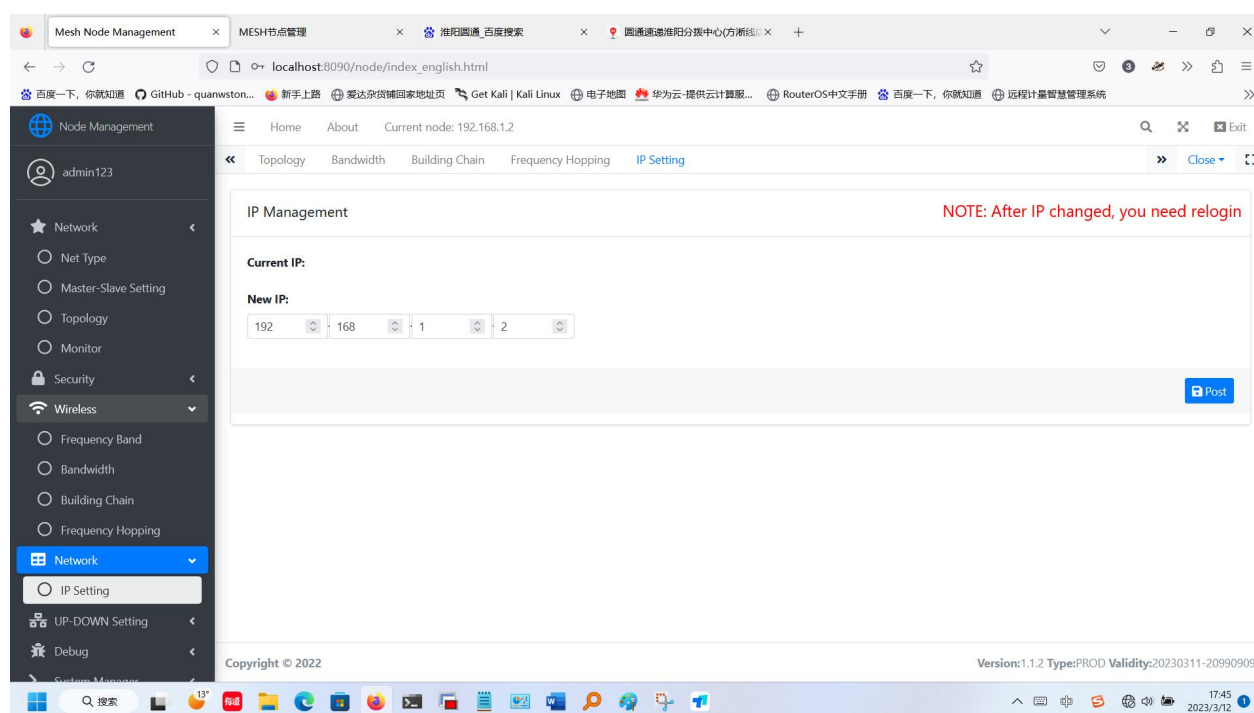 Mesh Node Management
MESH节点管理
淮阳圆通_百度搜索
圆通速递淮阳分拨中心(方淅线
localhost:8090/node/index_english.html
3
百度一下，你就知道
GitHub - quanwston...
新手上路
爱达杂货铺回家地址页
Get Kali | Kali Linux
电子地图
华为云-提供云计算服...
RouterOS中文手册
百度一下，你就知道
远程计量智慧管理系统
Node Management
Home About Current node: 192.168.1.2
Exit
admin123
Topology Bandwidth Building Chain Frequency Hopping IP Setting
Close
IP Management
NOTE: After IP changed, you need relogin
Network
Net Type
Master-Slave Setting
Topology
Monitor
Security
Wireless
Frequency Band
Bandwidth
Building Chain
Frequency Hopping
Network
IP Setting
UP-DOWN Setting
Debug
System Manager
Current IP:
New IP:
192 . 168 . 1 . 2
Post
Copyright © 2022
Version:1.1.2 Type:PROD Validity:20230311-20990909
搜索
13°
有道
中
17:45
2023/3/12
1